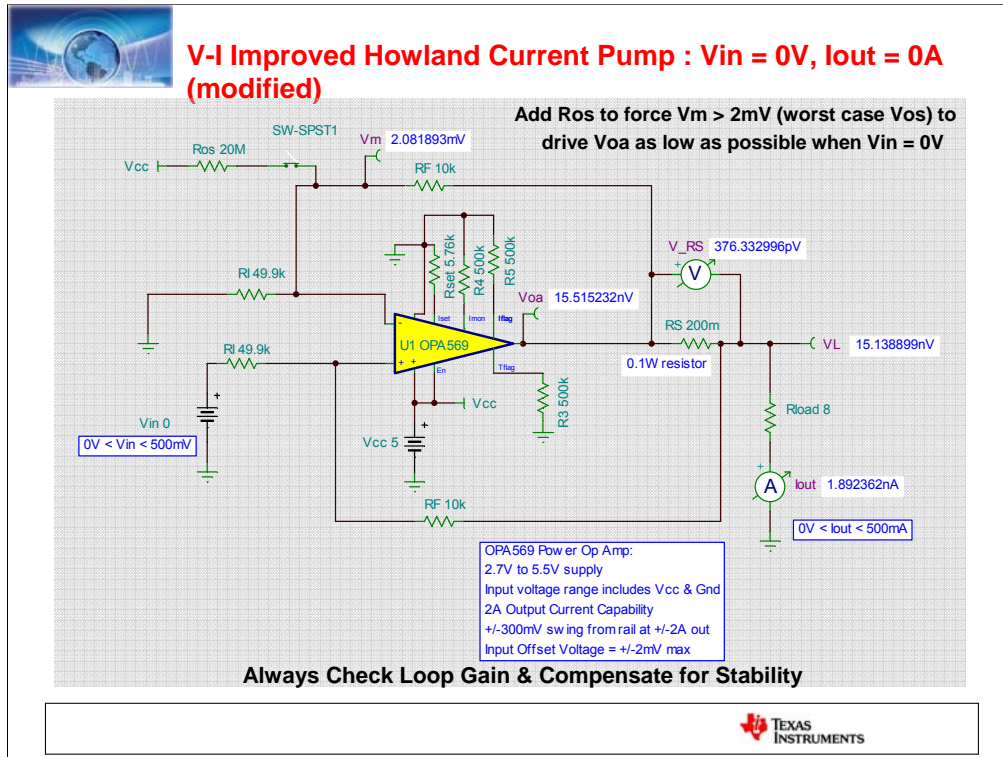 V-I Improved Howland Current Pump : Vin = 0V, Iout = 0A
(modified)
Add Ros to force Vm > 2mV (worst case Vos) to
drive Voa as low as possible when Vin = 0V
SW-SPST1
Vm 2.081893mV
Ros 20M
Vcc
RF 10k
V_RS 376.332996pV
+
V
Rset 5.76k
R4 500k
R5 500k
RI 49.9k
Voa 15.515232nV
Iset
Imon
Iflag
-
U1 OPA569
+
+
En
Tflag
RS 200m
VL 15.138899nV
0.1W resistor
RI 49.9k
R3 500k
Rload 8
+
Vin 0
0V < Vin < 500mV
Vcc
+
Vcc 5
+
A
Iout 1.892362nA
0V < Iout < 500mA
RF 10k
OPA569 Power Op Amp:
2.7V to 5.5V supply
Input voltage range includes Vcc & Gnd
2A Output Current Capability
+/-300mV swing from rail at +/-2A out
Input Offset Voltage = +/-2mV max
Always Check Loop Gain & Compensate for Stability
TEXAS
INSTRUMENTS